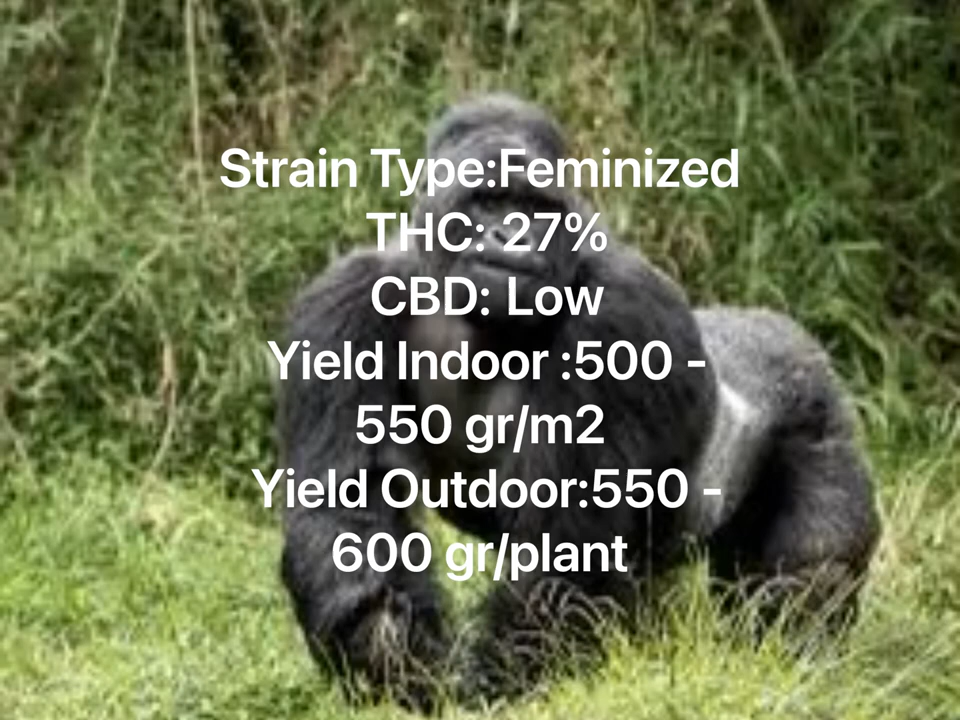 Strain Type:Feminized
THC: 27%
CBD: Low
Yield Indoor :500 -
550 gr/m2
Yield Outdoor:550 -
600 gr/plant